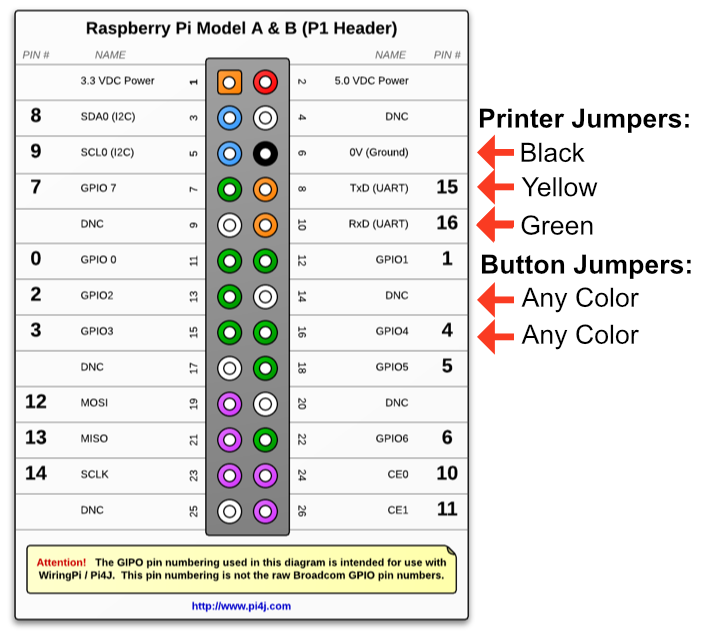 Raspberry Pi Model A & B (P1 Header)
PIN # NAME NAME PIN #
3.3 VDC Power 1 2 5.0 VDC Power
8 SDA0 (I2C) 3 4 DNC
Printer Jumpers:
9 SCL0 (I2C) 5 6 0V (Ground) Black
7 GPIO 7 7 8 TxD (UART) 15 Yellow
DNC 9 10 RxD (UART) 16 Green
0 GPIO 0 11 12 GPIO1 1
Button Jumpers:
2 GPIO2 13 14 DNC Any Color
3 GPIO3 15 16 GPIO4 4 Any Color
DNC 17 18 GPIO5 5
12 MOSI 19 20 DNC
13 MISO 21 22 GPIO6 6
14 SCLK 23 24 CE0 10
DNC 25 26 CE1 11
Attention! The GIPO pin numbering used in this diagram is intended for use with
WiringPi / Pi4J. This pin numbering is not the raw Broadcom GPIO pin numbers.
http://www.pi4j.com